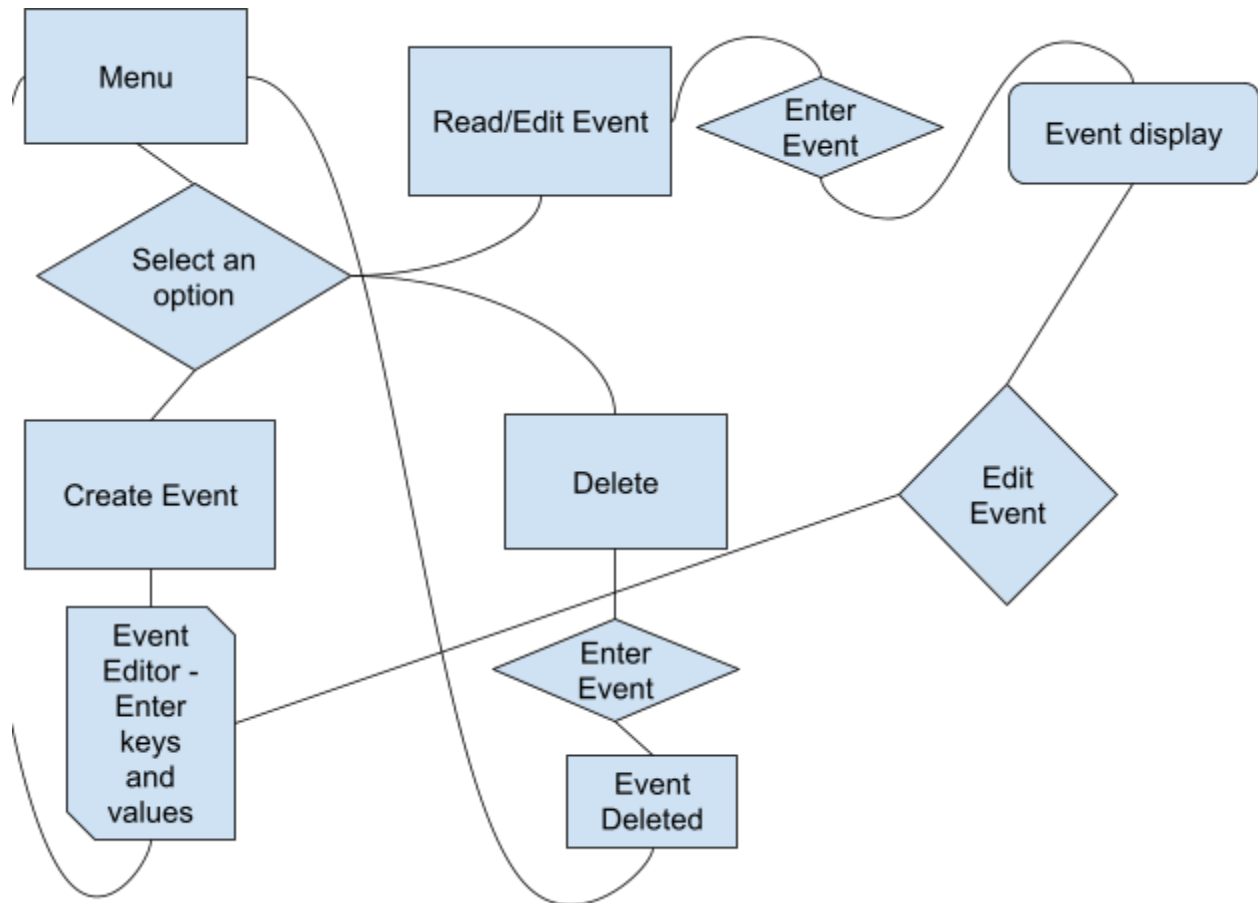 Menu
Read/Edit Event
Enter
Event
Event display
Select an
option
Create Event
Delete
Edit
Event
Event
Editor -
Enter
keys
and
values
Enter
Event
Event
Deleted